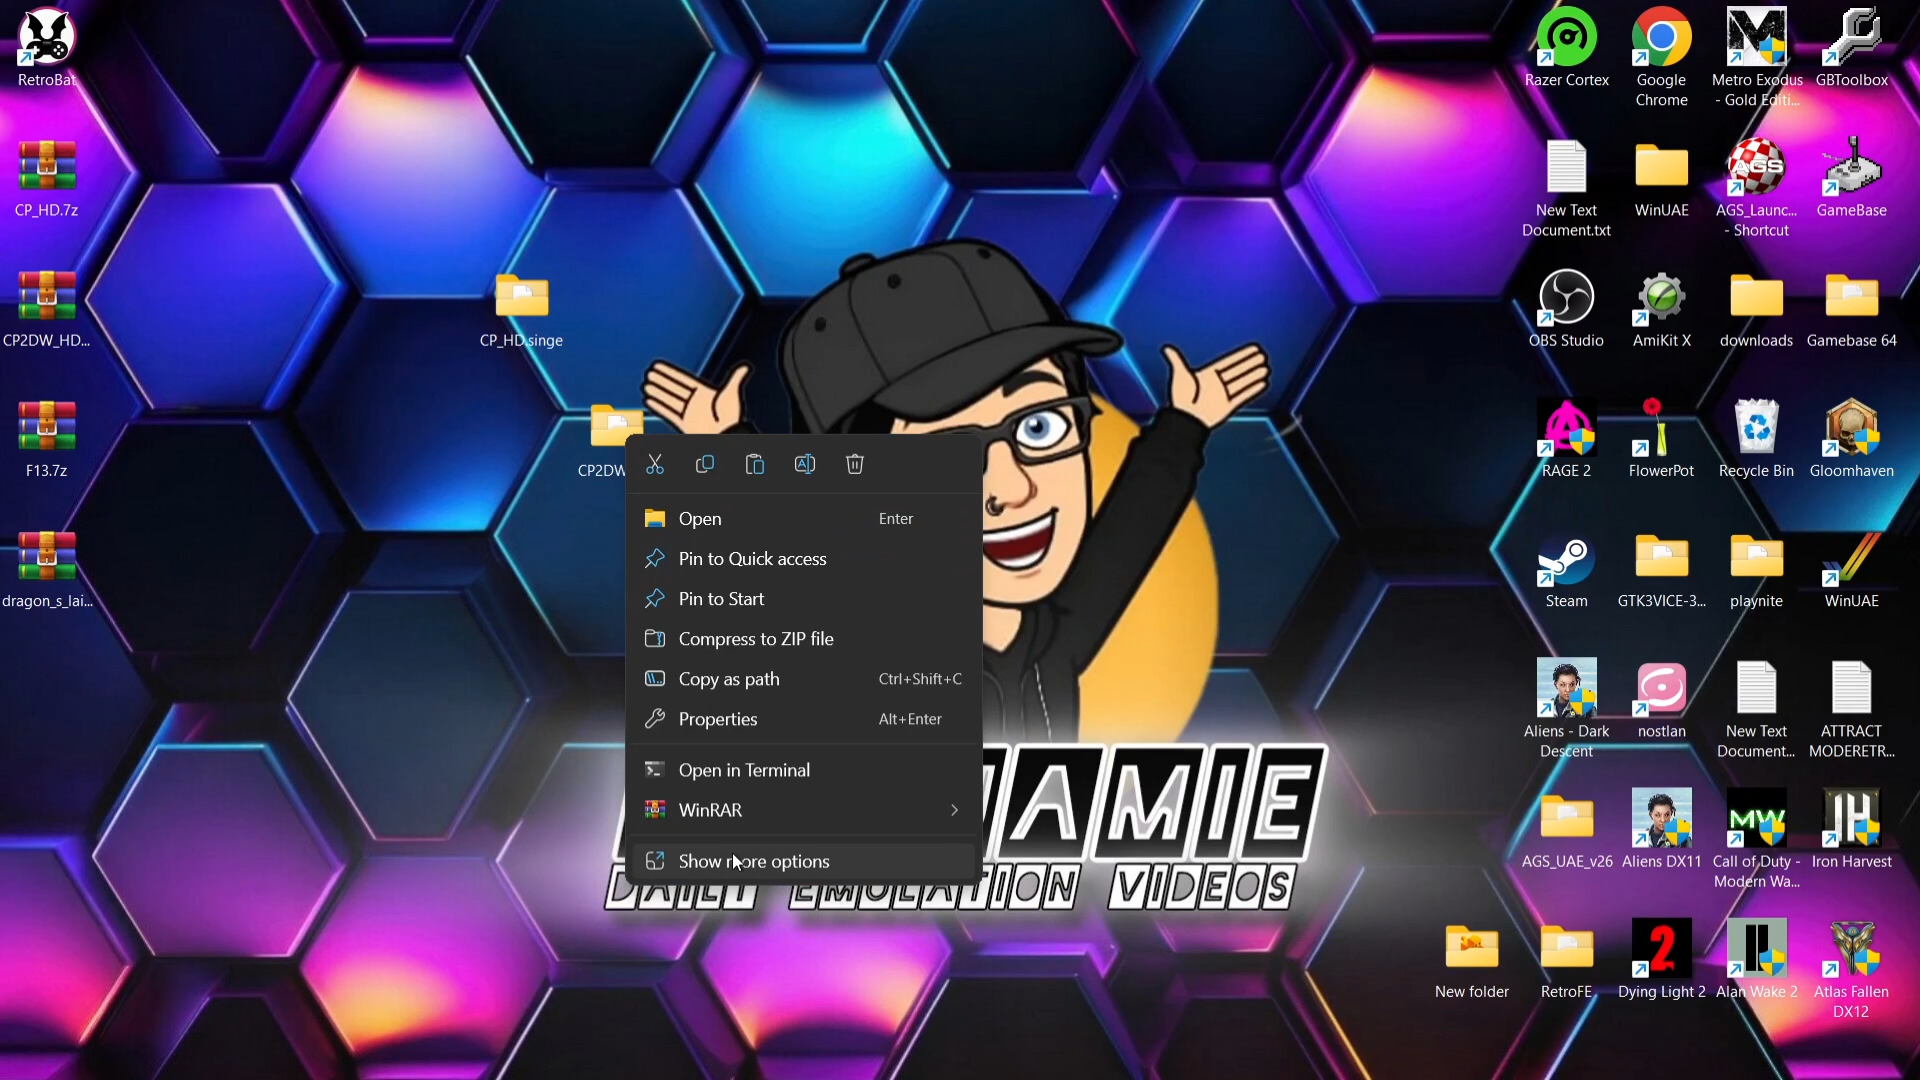 RetroBat
CP_HD.7z
CP2DW_HD...
F13.7z
dragon_s_lai...
CP_HD.singe
CP2DW
Open Enter
Pin to Quick access
Pin to Start
Compress to ZIP file
Copy as path Ctrl+Shift+C
Properties Alt+Enter
Open in Terminal
WinRAR
Show more options
AMIE
DAILY EMULATION VIDEOS
Razer Cortex
Google
Chrome
Metro Exodus
- Gold Editi...
GBToolbox
New Text
Document.txt
WinUAE
AGS
AGS_Launc...
- Shortcut
GameBase
OBS Studio
AmiKit X
downloads
Gamebase 64
RAGE 2
FlowerPot
Recycle Bin
Gloomhaven
Steam
GTK3VICE-3...
playnite
WinUAE
Aliens - Dark
Descent
nostlan
New Text
Document...
ATTRACT
MODERETR...
AGS_UAE_v26
Aliens DX11
MW
Call of Duty -
Modern Wa...
IH
Iron Harvest
New folder
RetroFE
2
Dying Light 2
Alan Wake 2
Atlas Fallen
DX12